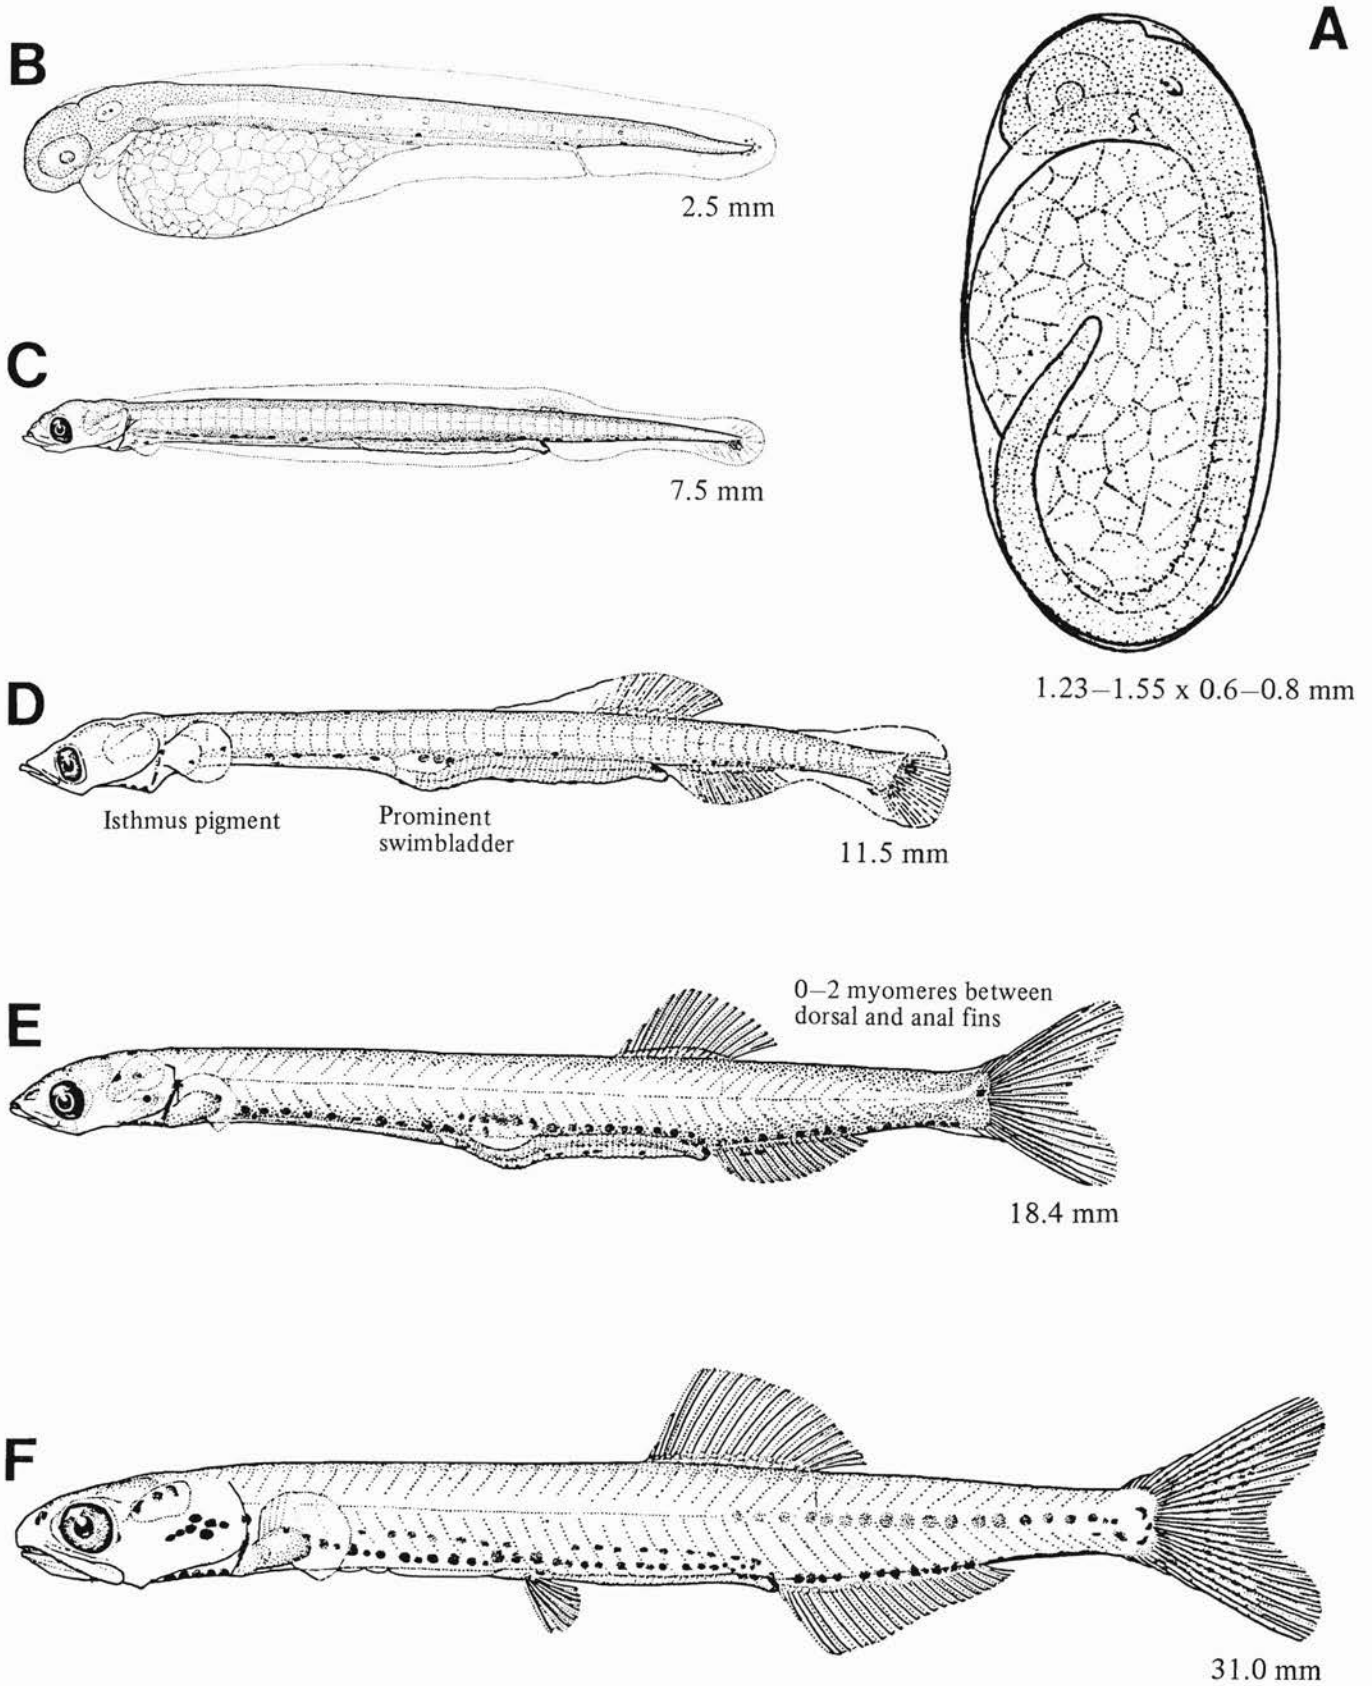 A
1.23–1.55 x 0.6–0.8 mm
B
2.5 mm
C
7.5 mm
D
Isthmus pigment
Prominent
swimbladder
11.5 mm
E
0–2 myomeres between
dorsal and anal fins
18.4 mm
F
31.0 mm